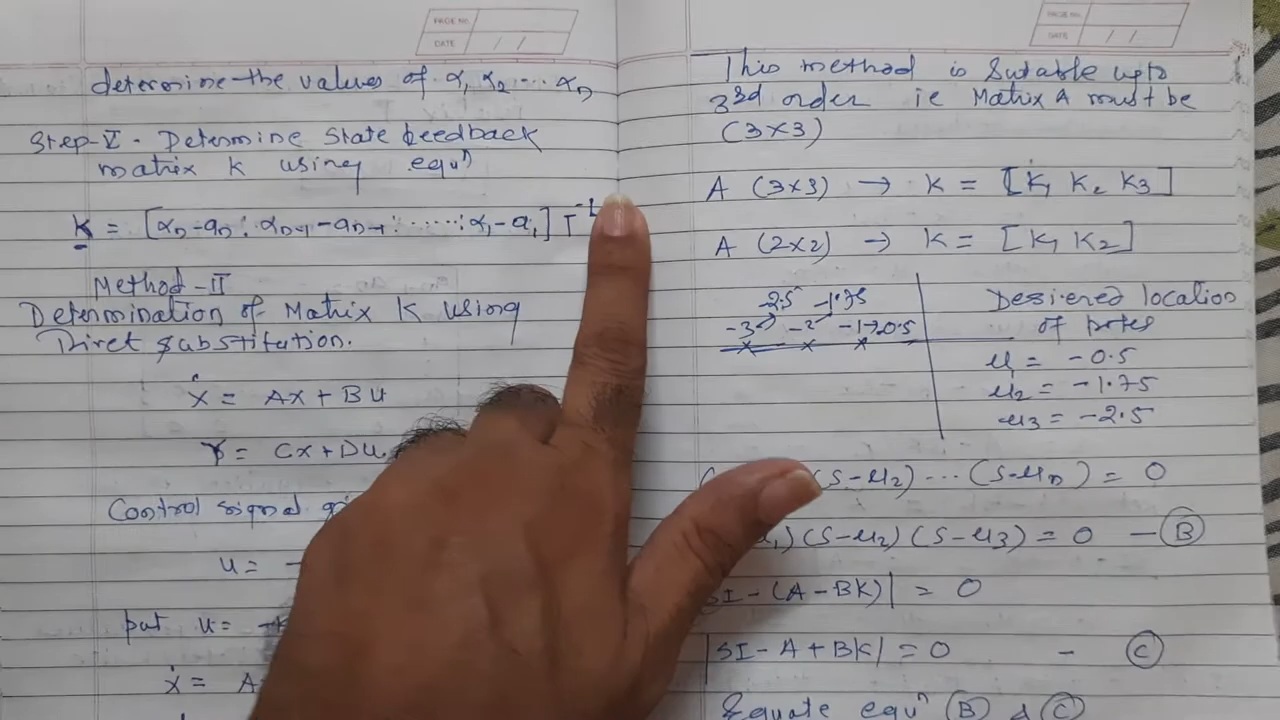 PAGE No.
DATE / /
determine the values of α₁ α₂ ... αn
Step-V - Determine State feedback
matrix K using equⁿ
K = [αn-an : αn-1-an-1 : ...... : α₁-a₁] T⁻¹
Method-II
Determination of Matrix K using
Diret substitution.
Ẋ = AX + BU
Y = CX + DU
Control signal
u = -
put u = -K
ẋ = A
PAGE No.
DATE / /
This method is Sutable upto
3rd order ie Matrix A must be
(3×3)
A (3×3) → K = [K₁ K₂ K₃]
A (2×2) → K = [K₁ K₂]
-2.5 -1.75
-3 -2 -1→0.5
Desiered location
of poles
μ₁ = -0.5
μ₂ = -1.75
μ₃ = -2.5
(S-μ₂) ... (S-μn) = 0
μ₁) (S-μ₂) (S-μ₃) = 0 — (B)
SI - (A - BK)| = 0
|SI - A + BK| = 0 - (C)
Equate equⁿ (B) & (C)